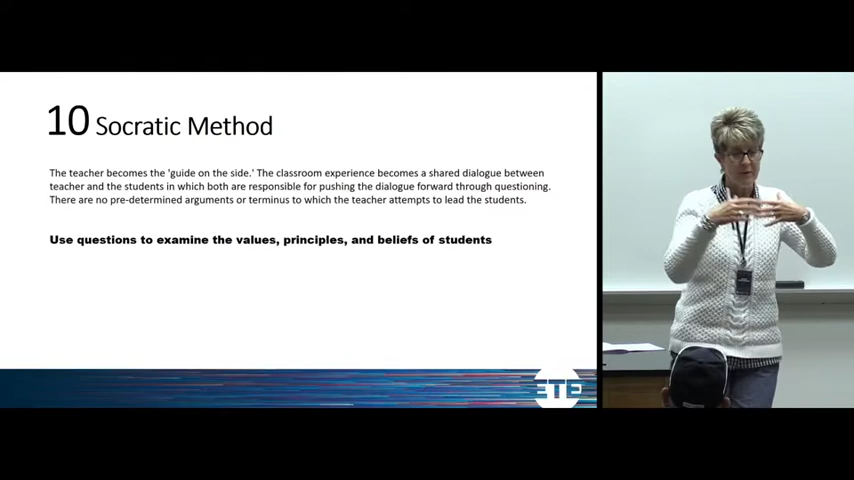 10 Socratic Method
The teacher becomes the 'guide on the side.' The classroom experience becomes a shared dialogue between
teacher and the students in which both are responsible for pushing the dialogue forward through questioning.
There are no pre-determined arguments or terminus to which the teacher attempts to lead the students.
Use questions to examine the values, principles, and beliefs of students
ETE